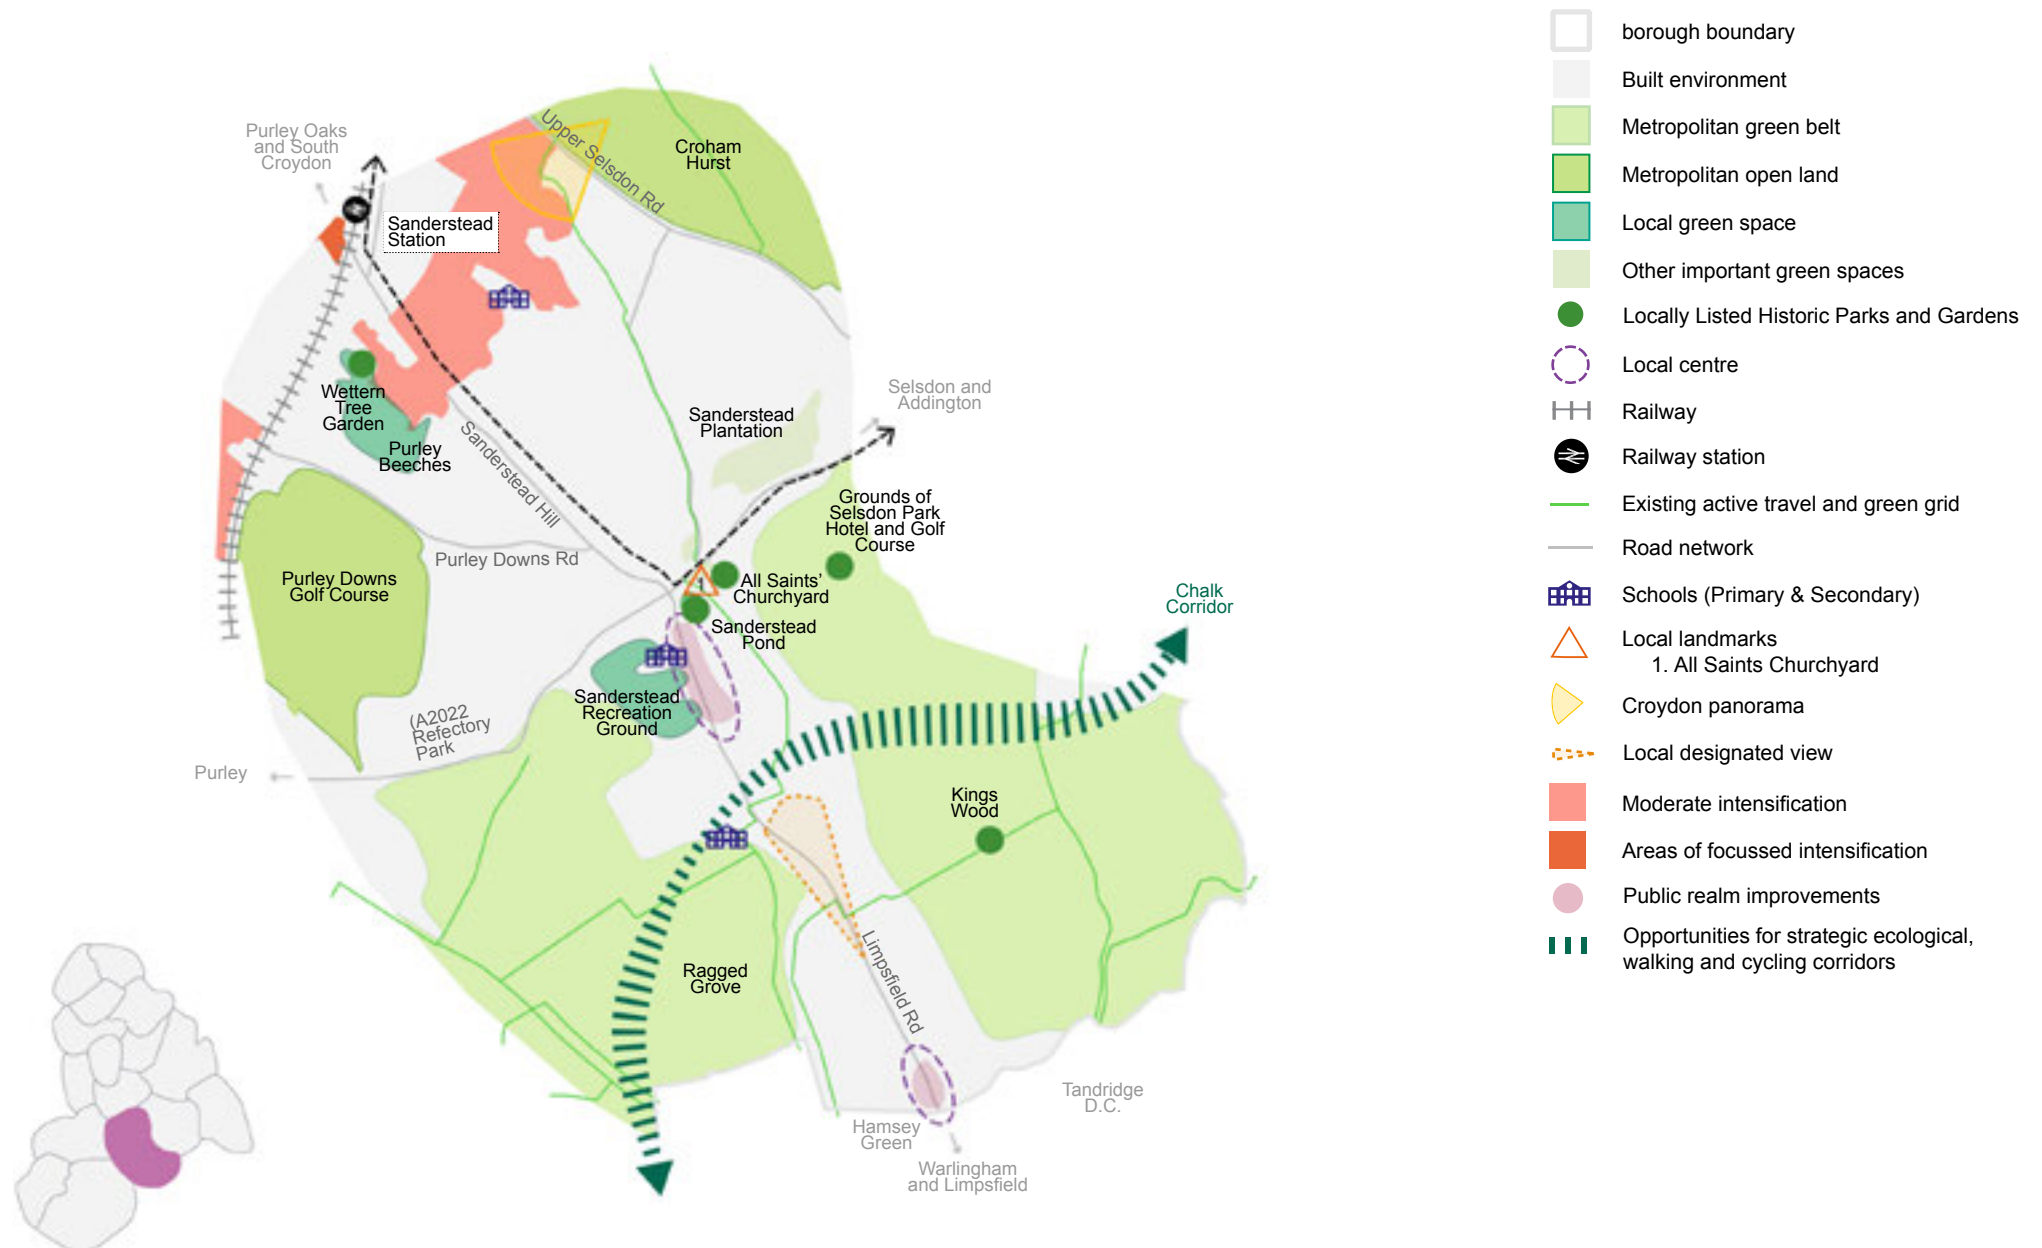 Purley Oaks
and South
Croydon
Upper Selsdon Rd
Croham
Hurst
Sanderstead
Station
Wettern
Tree
Garden
Purley
Beeches
Sanderstead Hill
Sanderstead
Plantation
Selsdon and
Addington
Grounds of
Selsdon Park
Hotel and Golf
Course
Purley Downs Rd
Purley Downs
Golf Course
1
All Saints'
Churchyard
Sanderstead
Pond
Chalk
Corridor
Sanderstead
Recreation
Ground
(A2022
Refectory
Park
Purley
Kings
Wood
Ragged
Grove
Limpsfield Rd
Tandridge
D.C.
Hamsey
Green
Warlingham
and Limpsfield
borough boundary
Built environment
Metropolitan green belt
Metropolitan open land
Local green space
Other important green spaces
Locally Listed Historic Parks and Gardens
Local centre
Railway
Railway station
Existing active travel and green grid
Road network
Schools (Primary & Secondary)
Local landmarks
1. All Saints Churchyard
Croydon panorama
Local designated view
Moderate intensification
Areas of focussed intensification
Public realm improvements
Opportunities for strategic ecological,
walking and cycling corridors